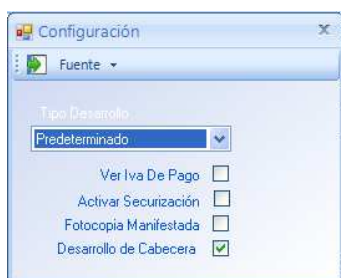 Configuración
Fuente
Tipo Desarrollo
Predeterminado
Ver Iva De Pago
Activar Securización
Fotocopia Manifestada
Desarrollo de Cabecera